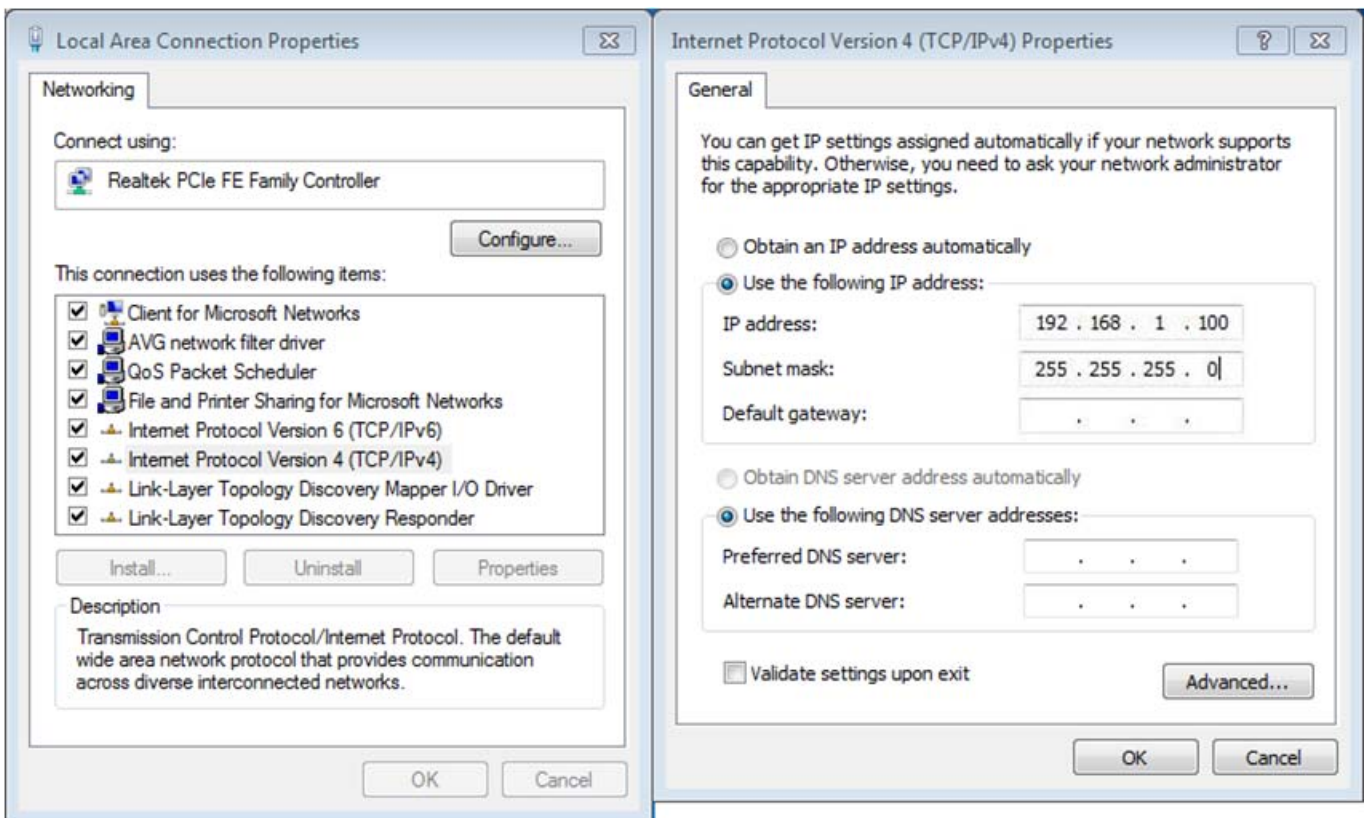 Local Area Connection Properties
Networking
Connect using:
Realtek PCIe FE Family Controller
Configure...
This connection uses the following items:
Client for Microsoft Networks
AVG network filter driver
QoS Packet Scheduler
File and Printer Sharing for Microsoft Networks
Internet Protocol Version 6 (TCP/IPv6)
Internet Protocol Version 4 (TCP/IPv4)
Link-Layer Topology Discovery Mapper I/O Driver
Link-Layer Topology Discovery Responder
Install...
Uninstall
Properties
Description
Transmission Control Protocol/Internet Protocol. The default
wide area network protocol that provides communication
across diverse interconnected networks.
OK
Cancel
Internet Protocol Version 4 (TCP/IPv4) Properties
General
You can get IP settings assigned automatically if your network supports
this capability. Otherwise, you need to ask your network administrator
for the appropriate IP settings.
Obtain an IP address automatically
Use the following IP address:
IP address: 192 . 168 . 1 . 100
Subnet mask: 255 . 255 . 255 . 0
Default gateway: . . .
Obtain DNS server address automatically
Use the following DNS server addresses:
Preferred DNS server: . . .
Alternate DNS server: . . .
Validate settings upon exit
Advanced...
OK
Cancel